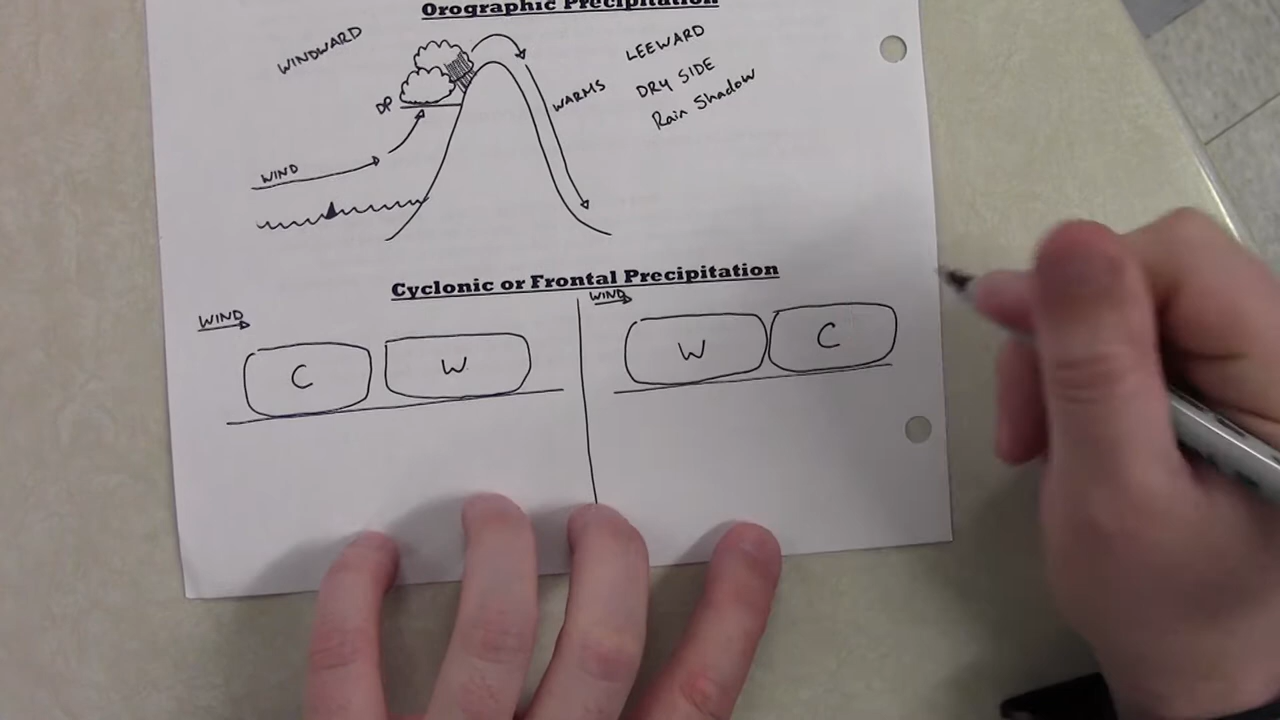 Orographic Precipitation
WINDWARD
LEEWARD
DRY SIDE
Rain Shadow
DP
WARMS
WIND
Cyclonic or Frontal Precipitation
WIND
C
W
WIND
W
C